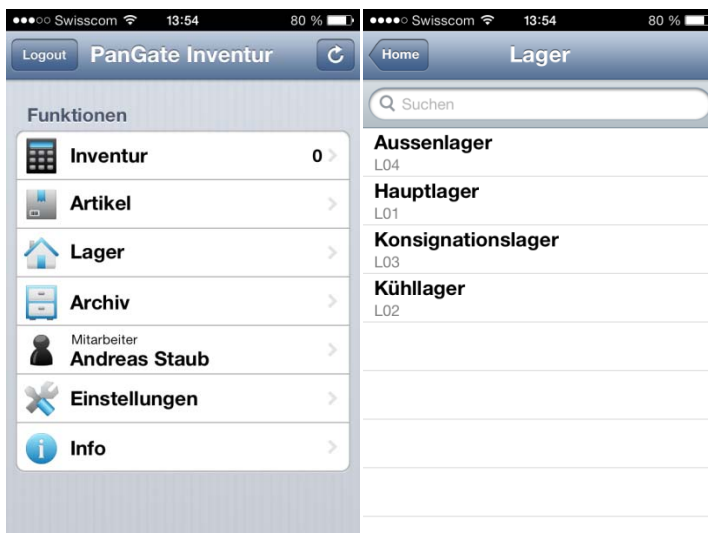 Swisscom 13:54 80 %
Logout PanGate Inventur
Funktionen
Inventur 0
Artikel
Lager
Archiv
Mitarbeiter
Andreas Staub
Einstellungen
Info
Swisscom 13:54 80 %
Home Lager
Suchen
Aussenlager
L04
Hauptlager
L01
Konsignationslager
L03
Kühllager
L02